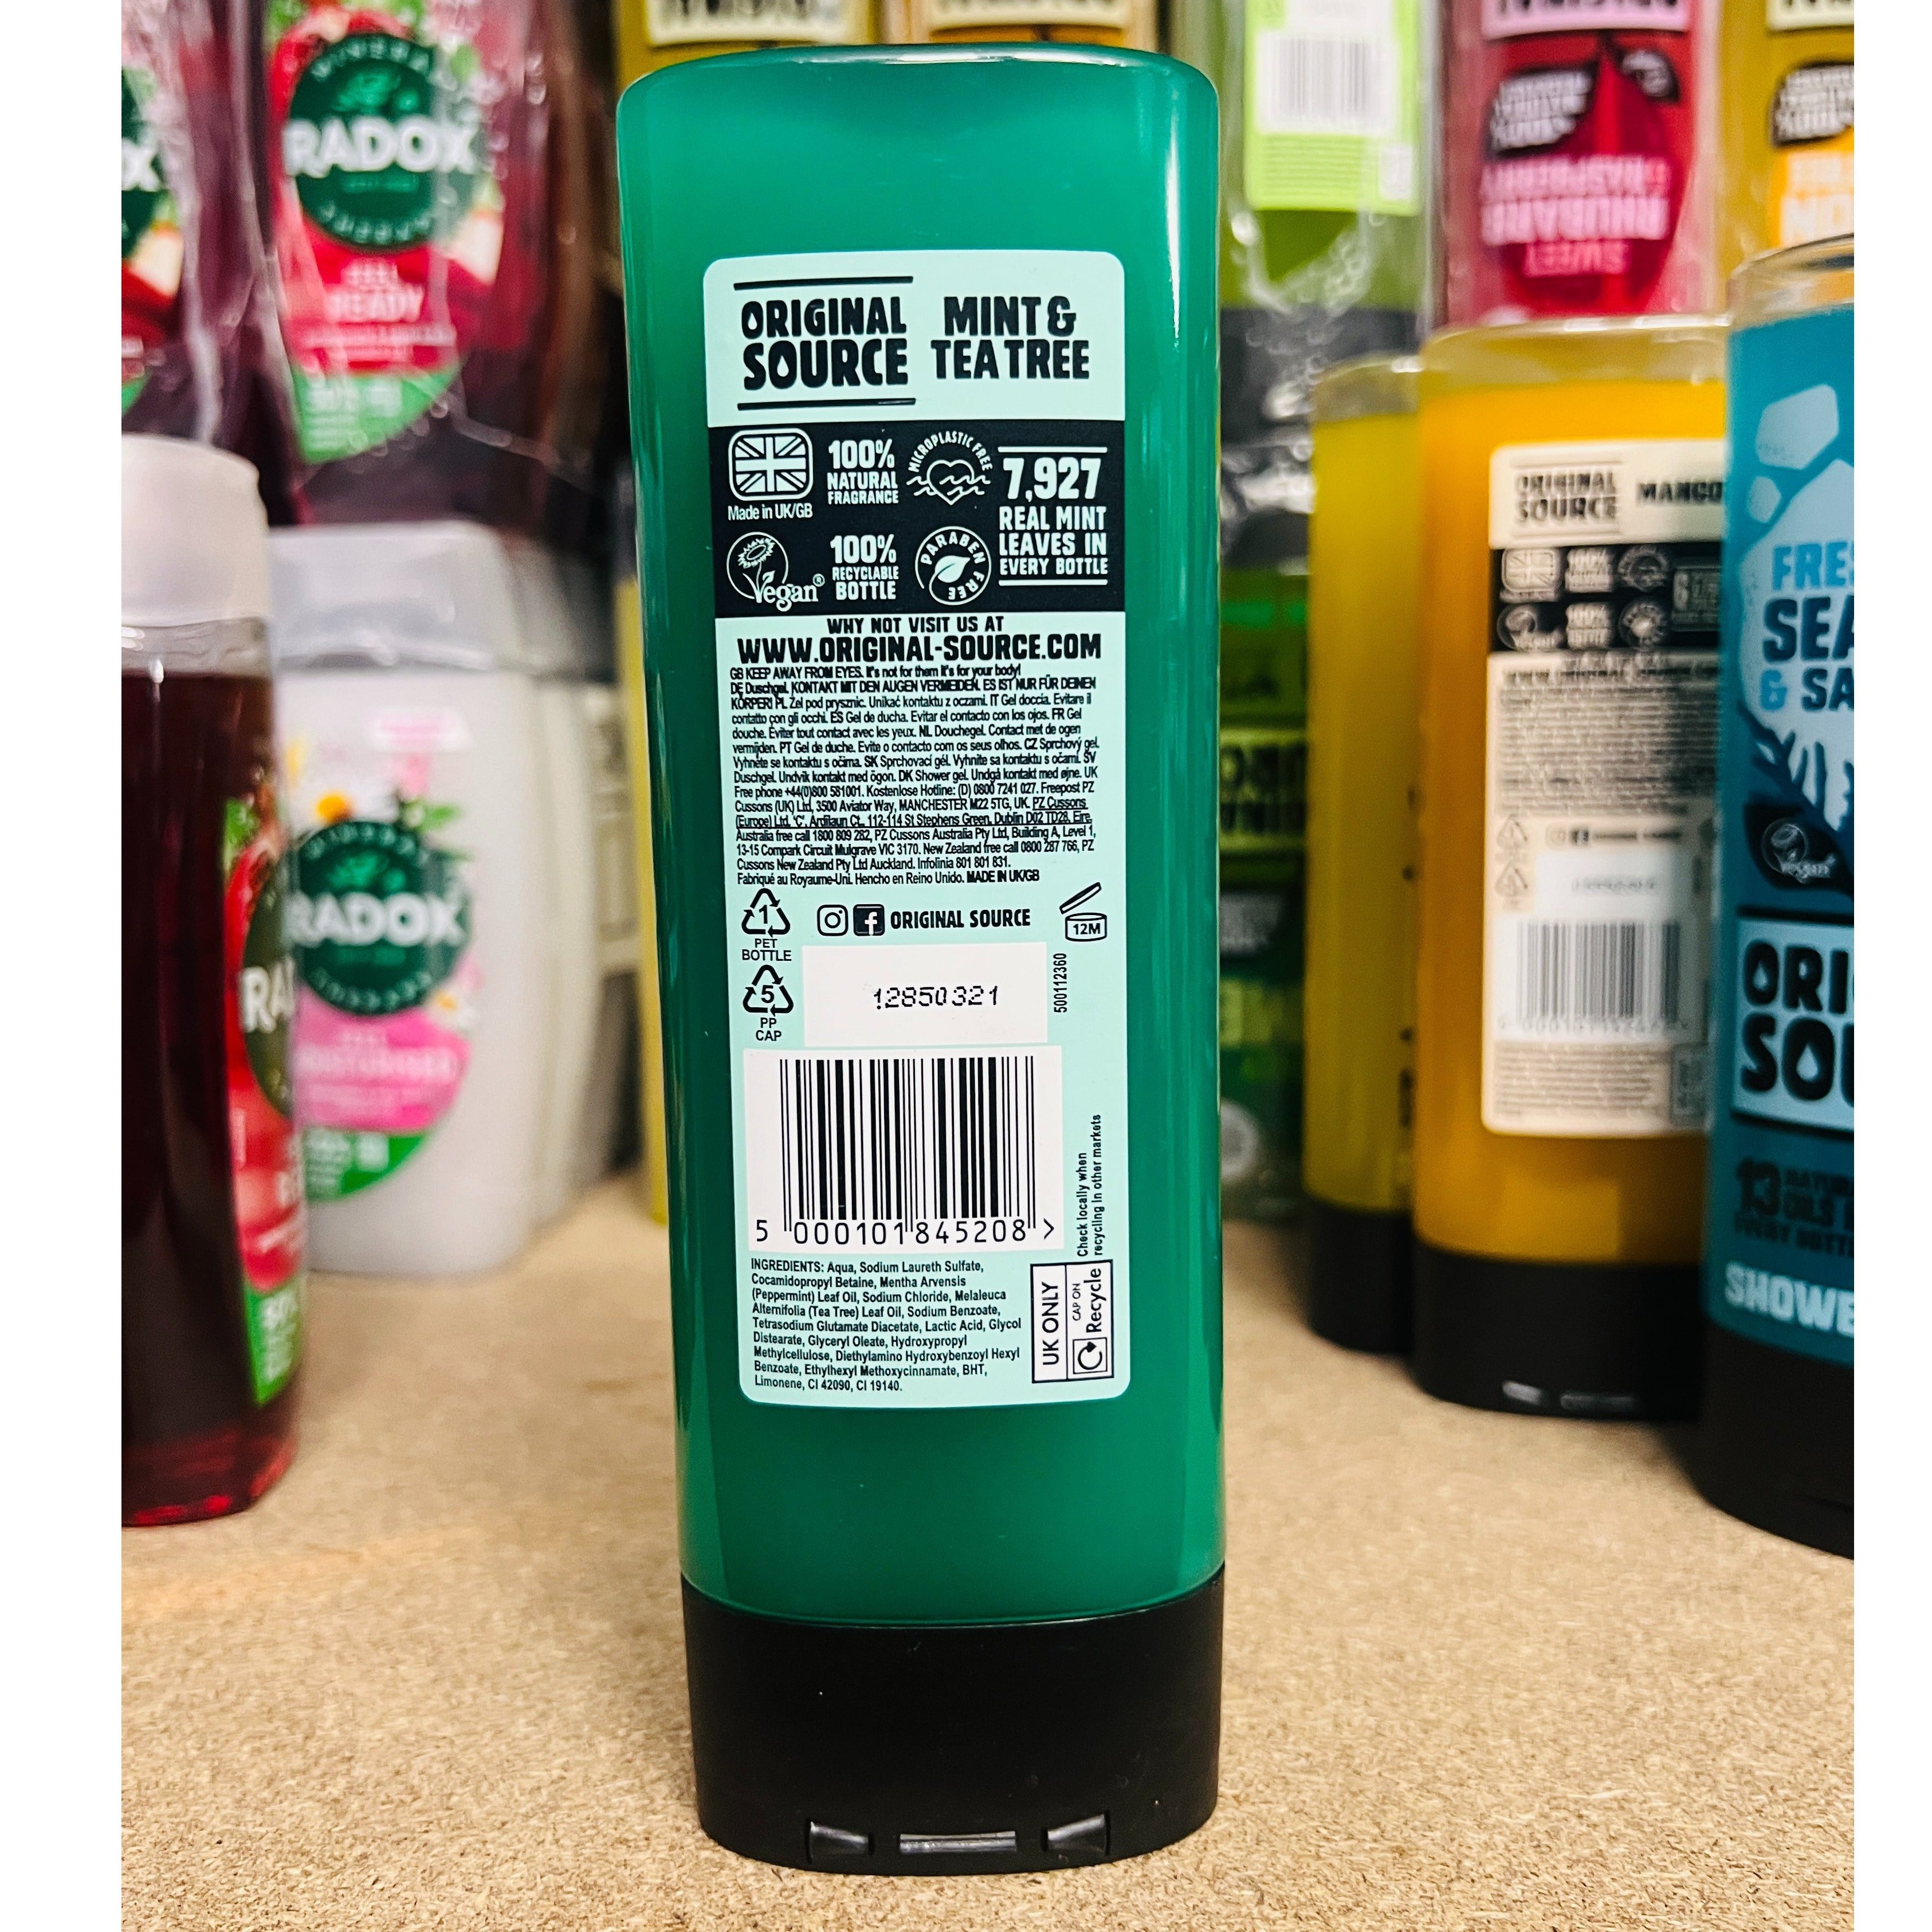 ORIGINAL
SOURCE
MINT &
TEA TREE
Made in UK/GB
100%
NATURAL
FRAGRANCE
MICROPLASTIC FREE
7,927
REAL MINT
LEAVES IN
EVERY BOTTLE
Vegan®
100%
RECYCLABLE
BOTTLE
PARABEN FREE
WHY NOT VISIT US AT
WWW.ORIGINAL-SOURCE.COM
GB KEEP AWAY FROM EYES. It's not for them it's for your body!
DE Duschgel. KONTAKT MIT DEN AUGEN VERMEIDEN. ES IST NUR FÜR DEINEN
KÖRPER! PL Żel pod prysznic. Unikać kontaktu z oczami. IT Gel doccia. Evitare il
contatto con gli occhi. ES Gel de ducha. Evitar el contacto con los ojos. FR Gel
douche. Éviter tout contact avec les yeux. NL Douchegel. Contact met de ogen
vermijden. PT Gel de duche. Evite o contacto com os seus olhos. CZ Sprchový gel.
Vyhněte se kontaktu s očima. SK Sprchovací gél. Vyhnite sa kontaktu s očami. SV
Duschgel. Undvik kontakt med ögon. DK Shower gel. Undgå kontakt med øjne. UK
Free phone +44(0)800 581001. Kostenlose Hotline: (D) 0800 7241 027. Freepost PZ
Cussons (UK) Ltd, 3500 Aviator Way, MANCHESTER M22 5TG, UK. PZ Cussons
(Europe) Ltd. 'C', Ardilaun Ct., 112-114 St Stephens Green, Dublin D02 TD28, Eire.
Australia free call 1800 809 282, PZ Cussons Australia Pty Ltd, Building A, Level 1,
13-15 Compark Circuit Mulgrave VIC 3170. New Zealand free call 0800 287 766, PZ
Cussons New Zealand Pty Ltd Auckland. Infolinia 801 801 831.
Fabriqué au Royaume-Uni. Hencho en Reino Unido. MADE IN UK/GB
1
PET
BOTTLE
ORIGINAL SOURCE
12M
5
PP
CAP
12850321
500112360
5 000101 845208 >
Check locally when
recycling in other markets
INGREDIENTS: Aqua, Sodium Laureth Sulfate,
Cocamidopropyl Betaine, Mentha Arvensis
(Peppermint) Leaf Oil, Sodium Chloride, Melaleuca
Alternifolia (Tea Tree) Leaf Oil, Sodium Benzoate,
Tetrasodium Glutamate Diacetate, Lactic Acid, Glycol
Distearate, Glyceryl Oleate, Hydroxypropyl
Methylcellulose, Diethylamino Hydroxybenzoyl Hexyl
Benzoate, Ethylhexyl Methoxycinnamate, BHT,
Limonene, CI 42090, CI 19140.
UK ONLY
CAP ON
Recycle
RADOX
FEEL
READY
RADOX
ORIGINAL
SOURCE
MANGO
SWEET
RHUBARB
& RASPBERRY
SEA
& SA
Vegan
13